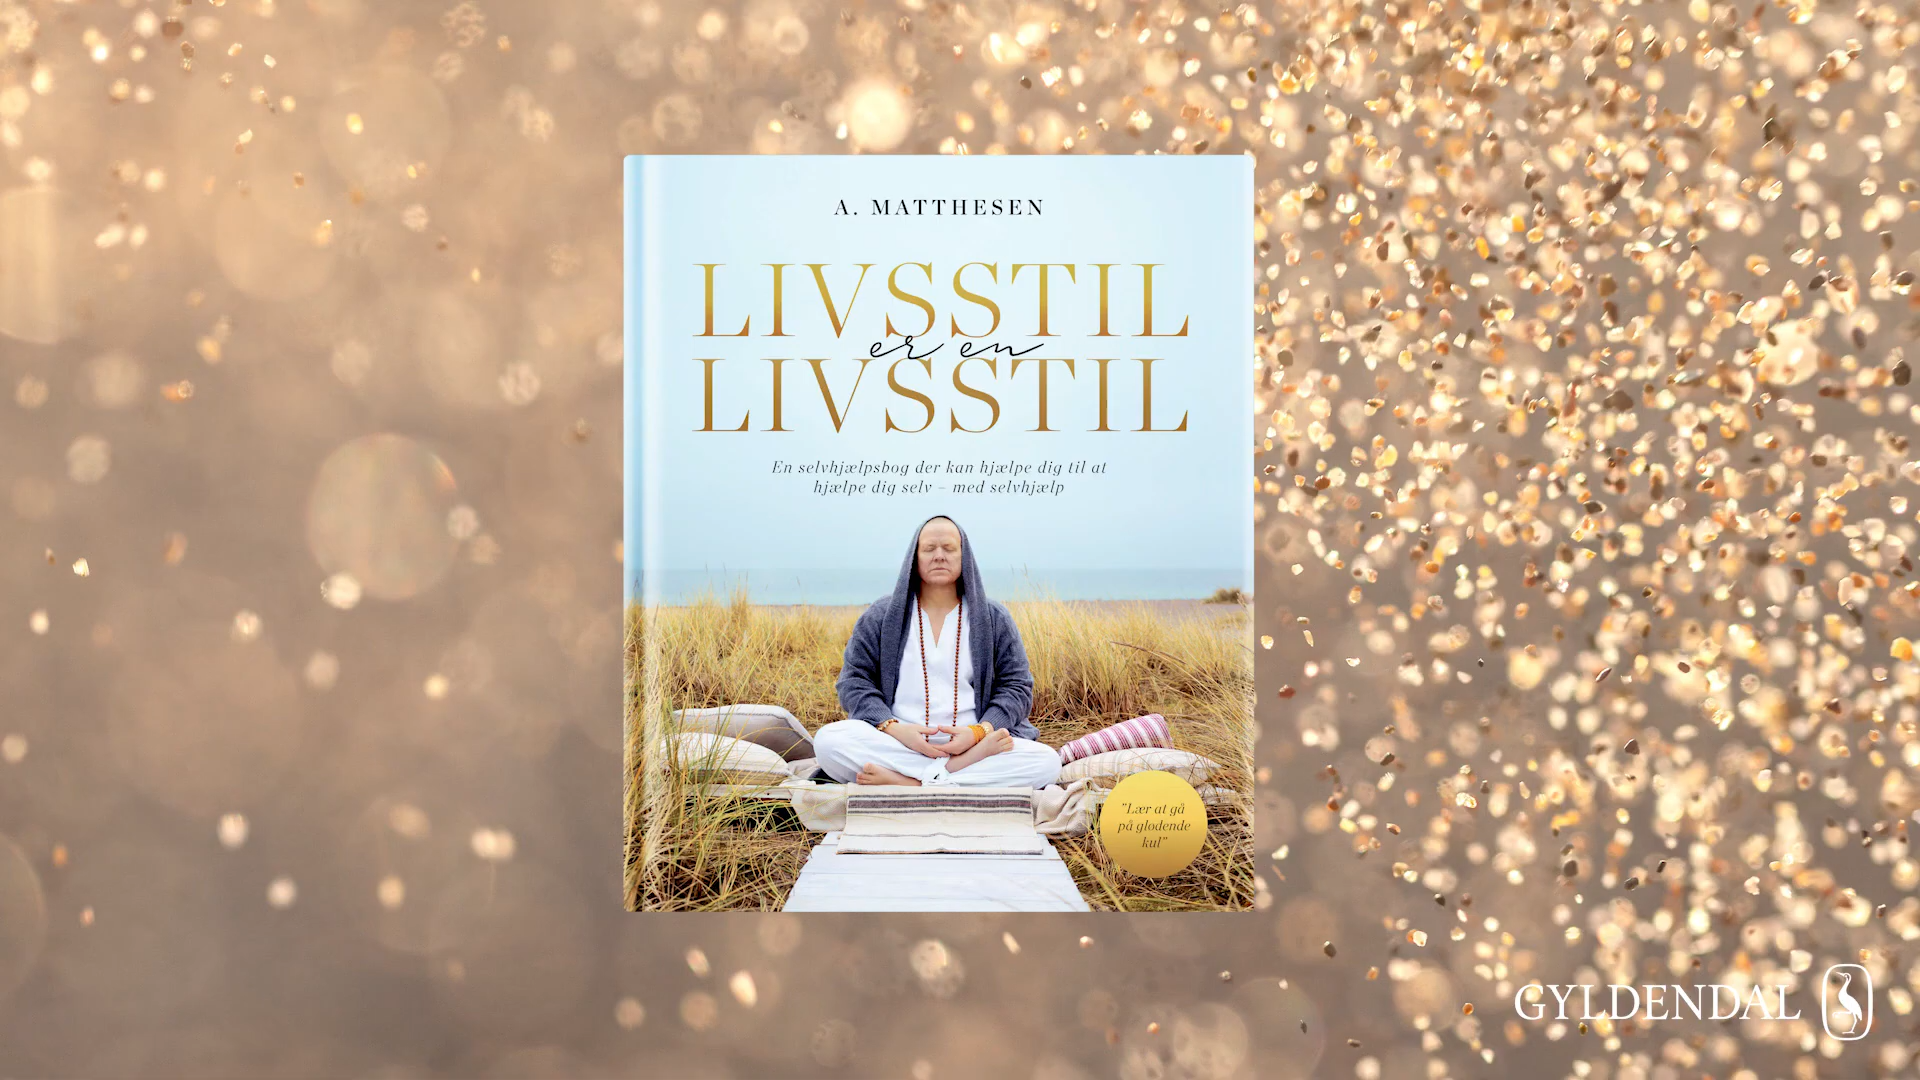 A. MATTHESEN
LIVSSTIL
er en
LIVSSTIL
En selvhjælpsbog der kan hjælpe dig til at
hjælpe dig selv – med selvhjælp
"Lær at gå
på glødende
kul"
GYLDENDAL